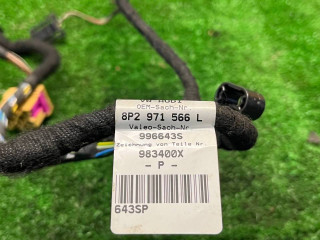 VW-AUDI
OEM-Sach-Nr.
8P2 971 566 L
Valeo-Sach-Nr.
996643S
Zeichnung von Teile Nr.
983400X
- P -
643SP